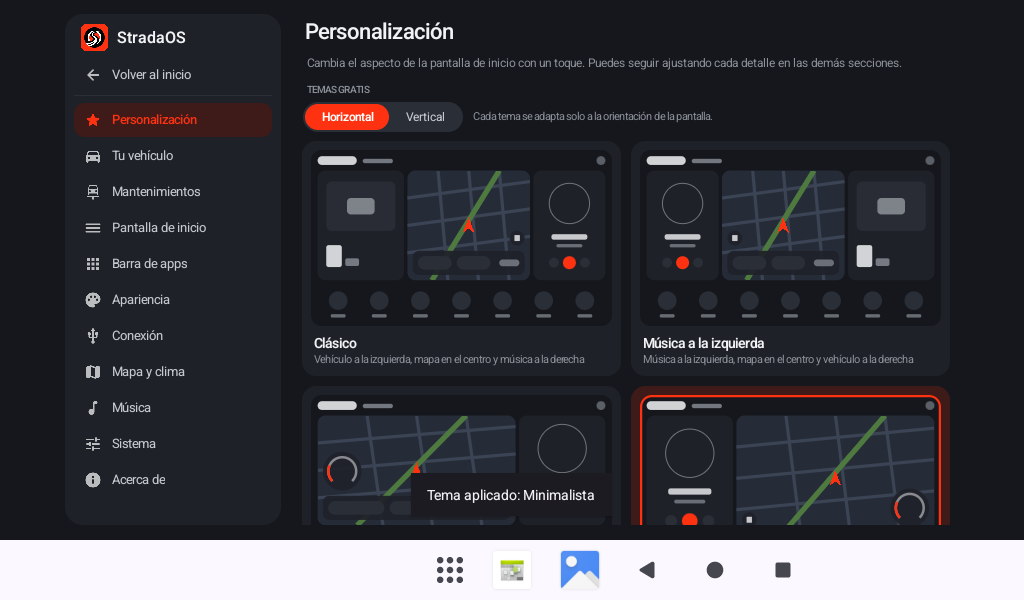 StradaOS
Volver al inicio
Personalización
Tu vehículo
Mantenimientos
Pantalla de inicio
Barra de apps
Apariencia
Conexión
Mapa y clima
Música
Sistema
Acerca de
Personalización
Cambia el aspecto de la pantalla de inicio con un toque. Puedes seguir ajustando cada detalle en las demás secciones.
TEMAS GRATIS
Horizontal Vertical Cada tema se adapta solo a la orientación de la pantalla.
Clásico
Vehículo a la izquierda, mapa en el centro y música a la derecha
Música a la izquierda
Música a la izquierda, mapa en el centro y vehículo a la derecha
Tema aplicado: Minimalista